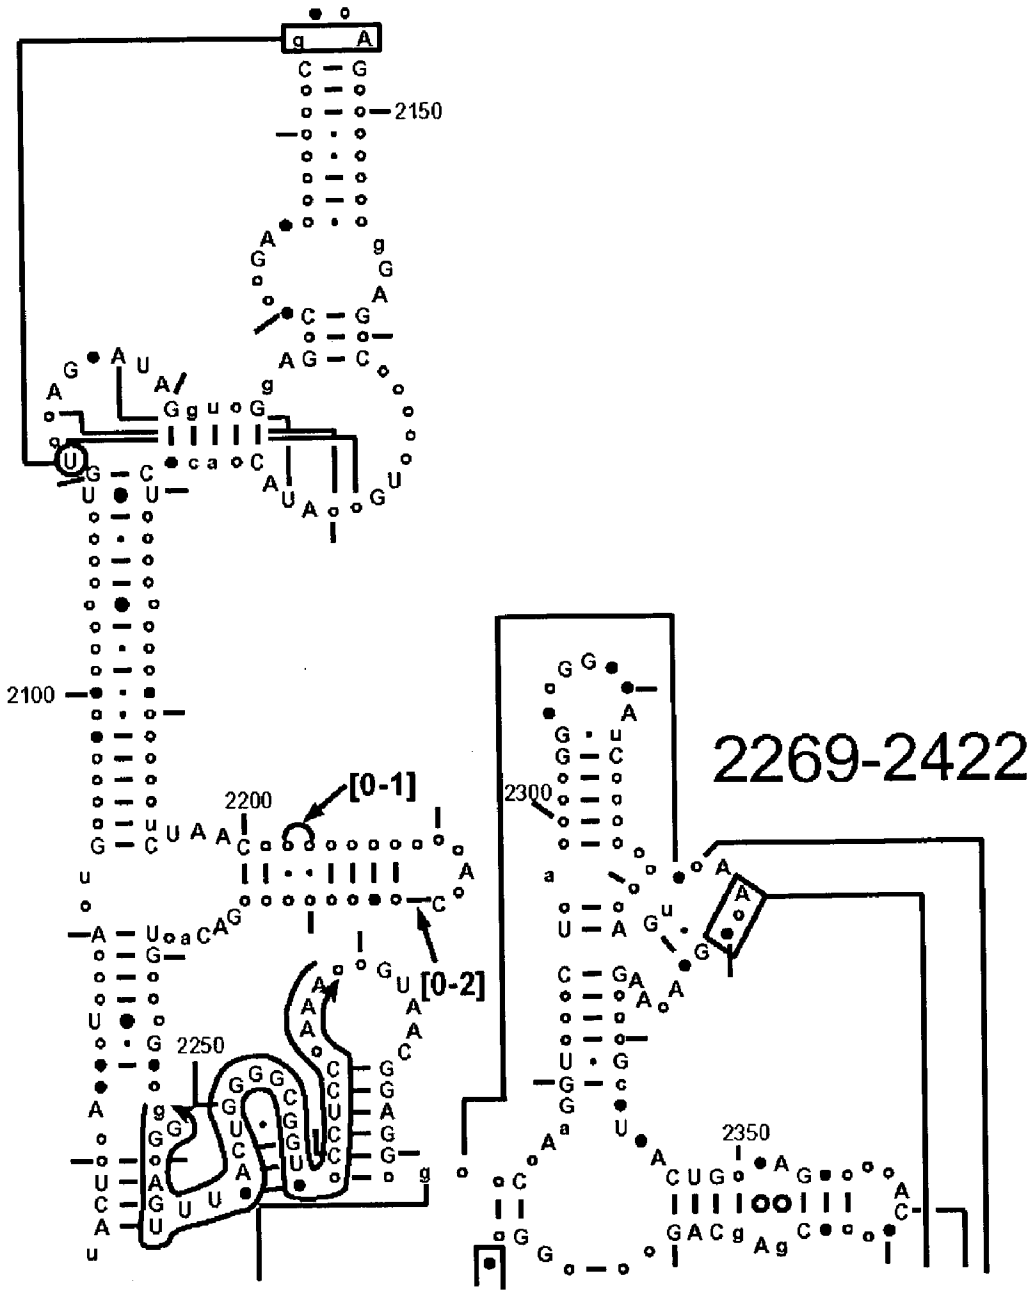 g A
C G
2150
A
G
g
G
A
C G
A G C
g
A G A U A
G g u G
c a C
U
G C
U U
A U A
G U
2100
2200
[0-1]
[0-2]
G C
u
U A A C
A
C
u
A U a C A G
G
U
G
A
2250
A
A
A
G U A A C
g
G G
G G G C G G
G G U C A
U U U
A G U
U C A
u
C C U C C C
G G A G G
g
2269-2422
G G
A
G u
G C
G
2300
a
U A
A
A
u
G
G
C G
A A
A
A
U G
G c
G U
a
A
C
G G
2350
A C U G A G
A
C
G A C g A g C